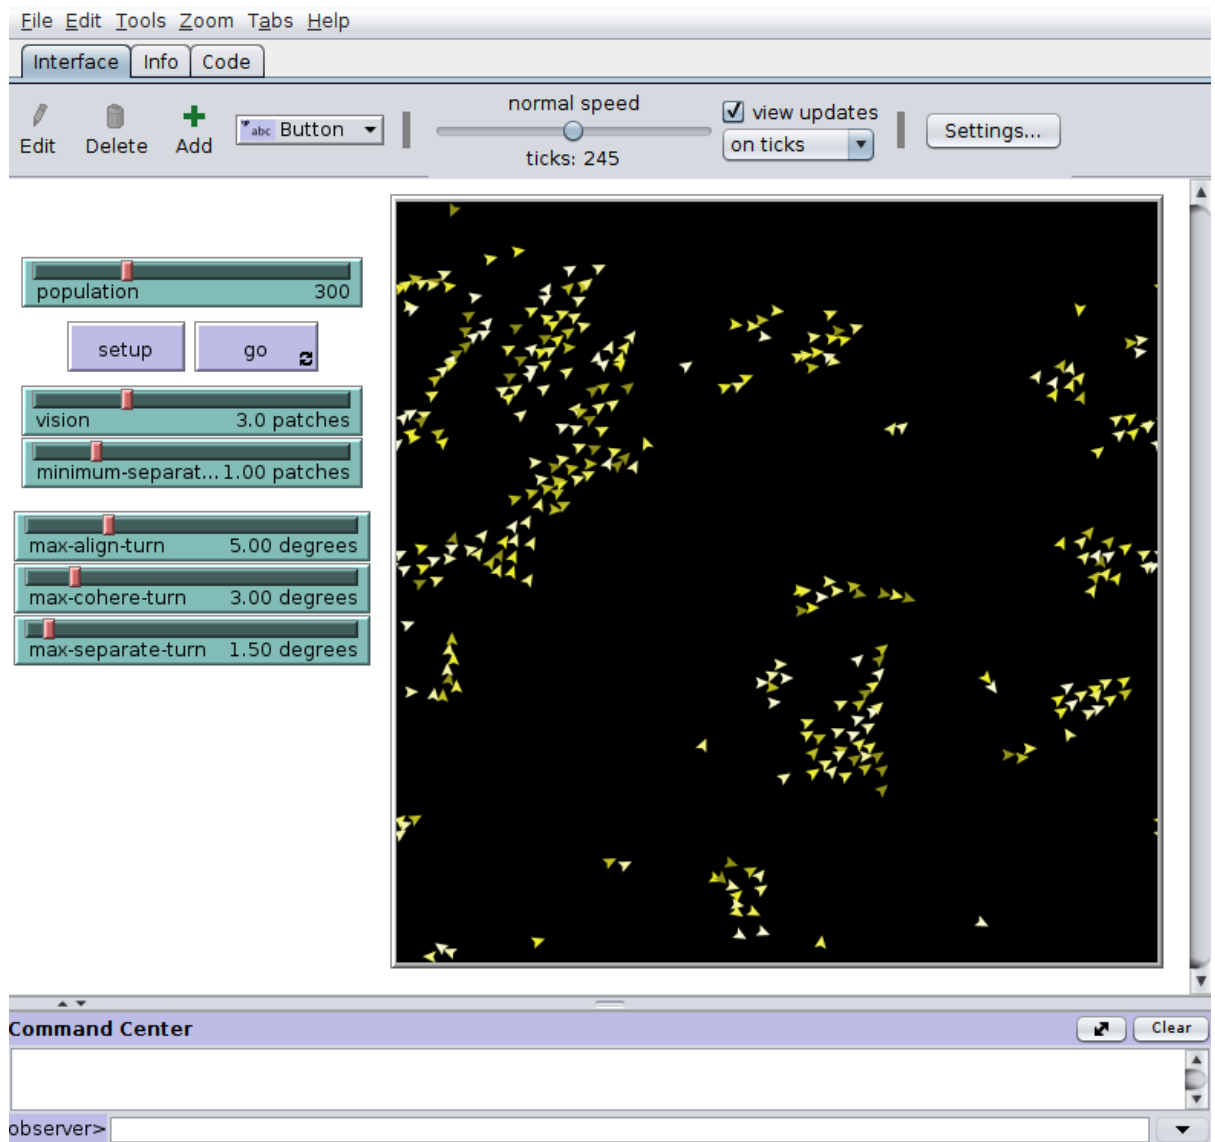 File Edit Tools Zoom Tabs Help
Interface Info Code
Edit Delete Add abc Button normal speed ticks: 245 view updates on ticks Settings...
population 300
setup go
vision 3.0 patches
minimum-separat... 1.00 patches
max-align-turn 5.00 degrees
max-cohere-turn 3.00 degrees
max-separate-turn 1.50 degrees
Command Center Clear
observer>